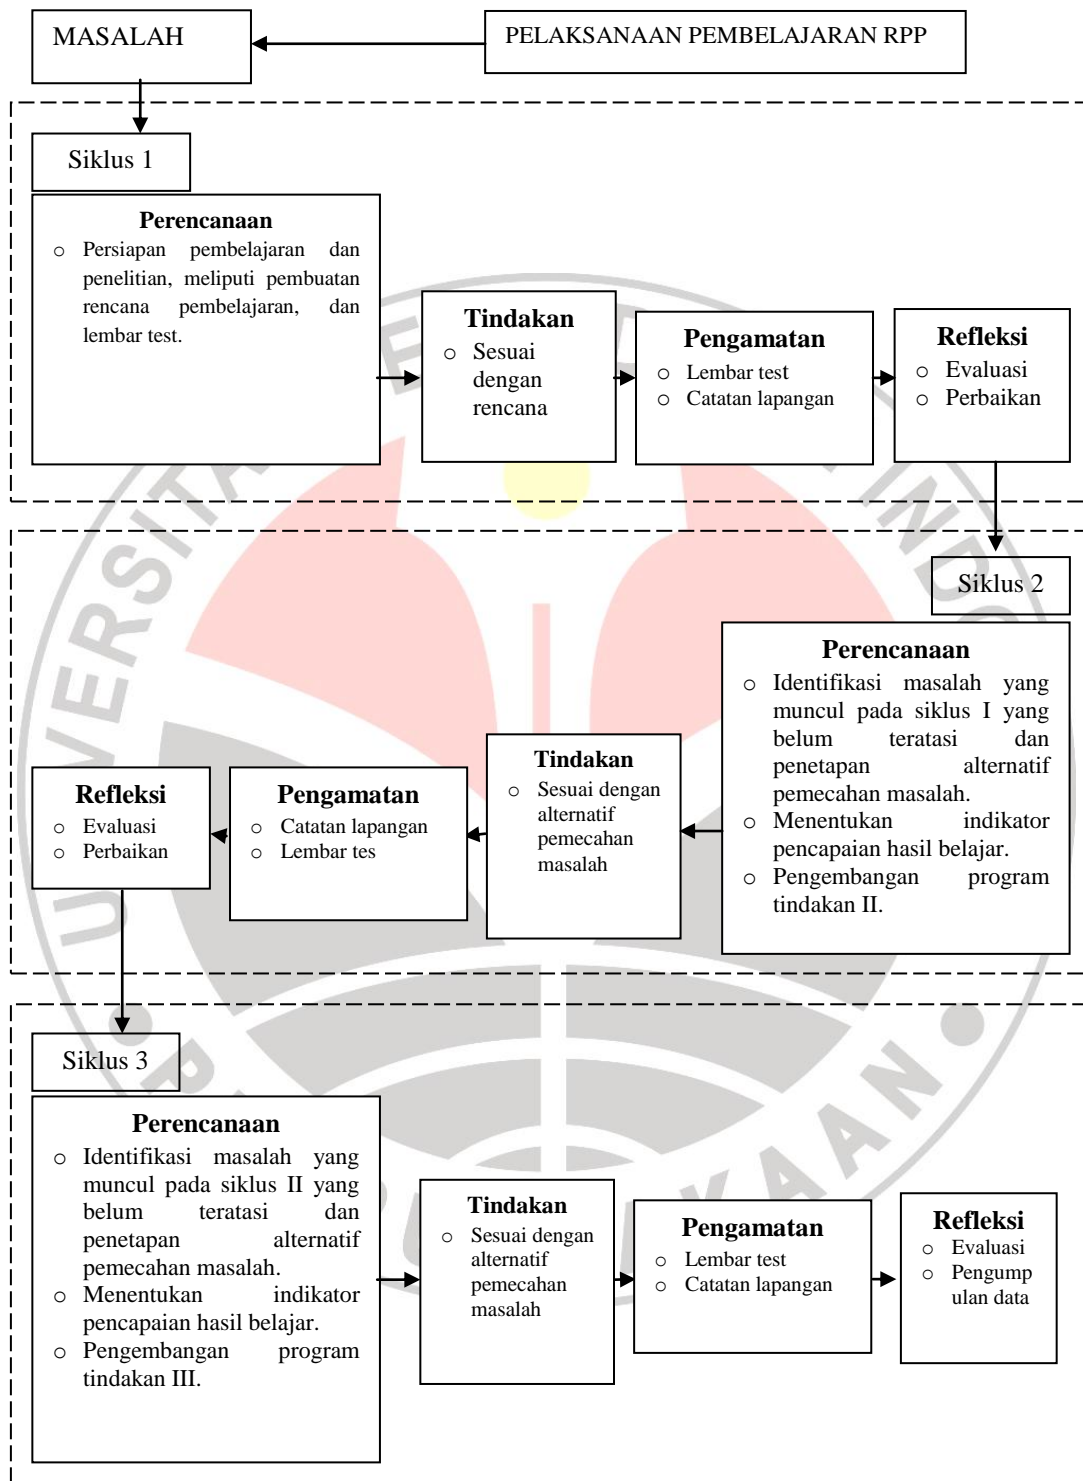 MASALAH
PELAKSANAAN PEMBELAJARAN RPP
Siklus 1
Perencanaan
o Persiapan pembelajaran dan
penelitian, meliputi pembuatan
rencana pembelajaran, dan
lembar test.
Tindakan
o Sesuai
dengan
rencana
Pengamatan
o Lembar test
o Catatan lapangan
Refleksi
o Evaluasi
o Perbaikan
Siklus 2
Perencanaan
o Identifikasi masalah yang
muncul pada siklus I yang
belum teratasi dan
penetapan alternatif
pemecahan masalah.
o Menentukan indikator
pencapaian hasil belajar.
o Pengembangan program
tindakan II.
Tindakan
o Sesuai dengan
alternatif
pemecahan
masalah
Pengamatan
o Catatan lapangan
o Lembar tes
Refleksi
o Evaluasi
o Perbaikan
Siklus 3
Perencanaan
o Identifikasi masalah yang
muncul pada siklus II yang
belum teratasi dan
penetapan alternatif
pemecahan masalah.
o Menentukan indikator
pencapaian hasil belajar.
o Pengembangan program
tindakan III.
Tindakan
o Sesuai dengan
alternatif
pemecahan
masalah
Pengamatan
o Lembar test
o Catatan lapangan
Refleksi
o Evaluasi
o Pengump
ulan data